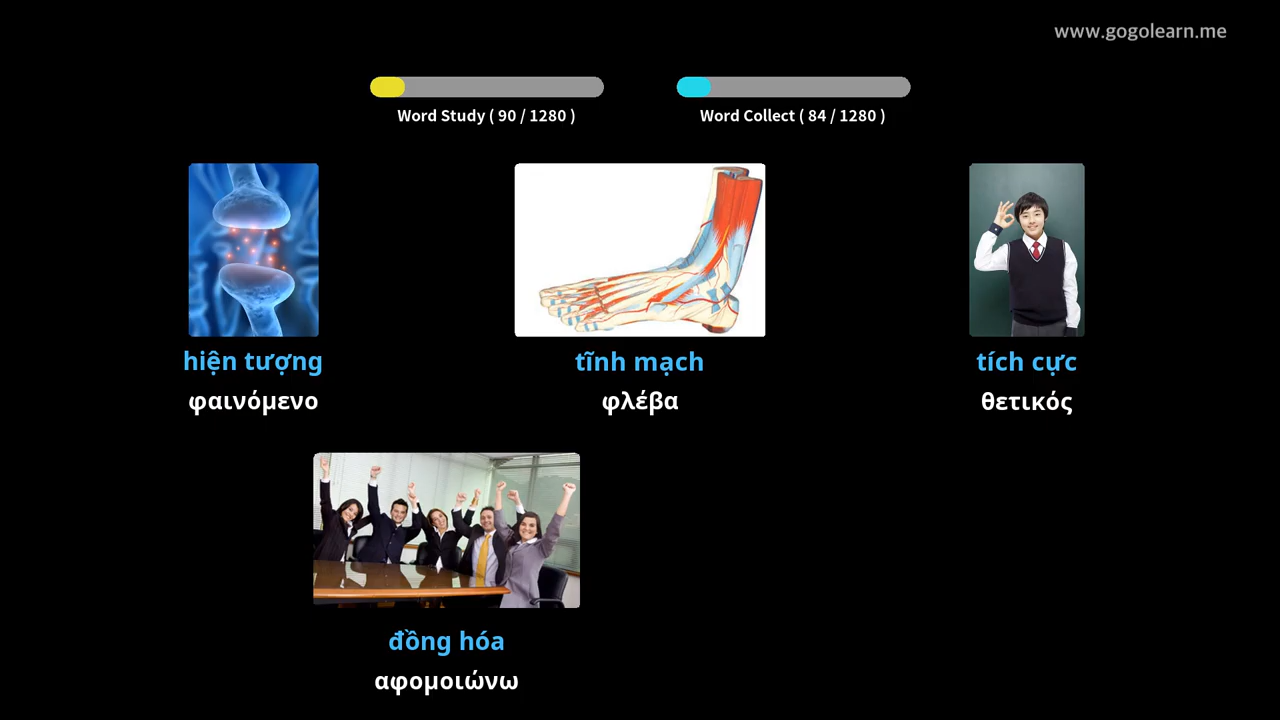 www.gogolearn.me
Word Study ( 90 / 1280 )
Word Collect ( 84 / 1280 )
hiện tượng
φαινόμενο
tĩnh mạch
φλέβα
tích cực
θετικός
đồng hóa
αφομοιώνω